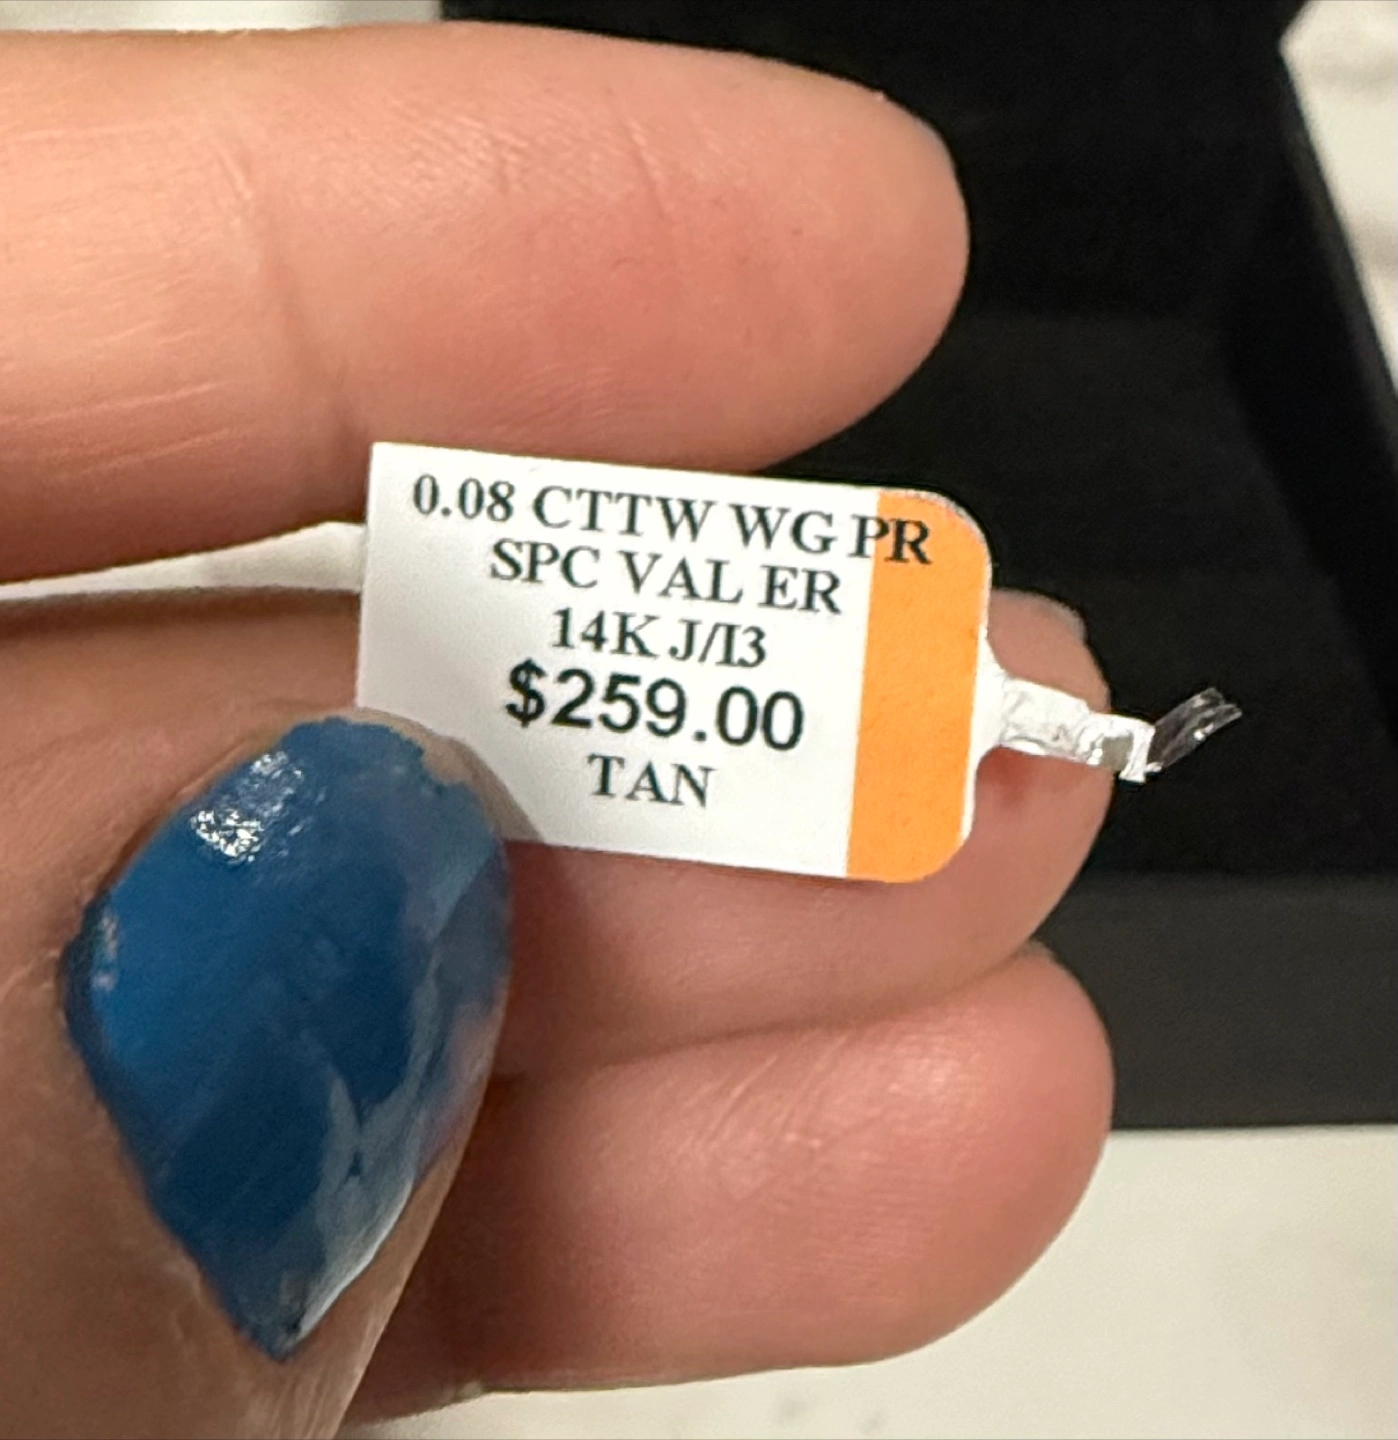 0.08 CTTW WG PR
SPC VAL ER
14K J/I3
$259.00
TAN